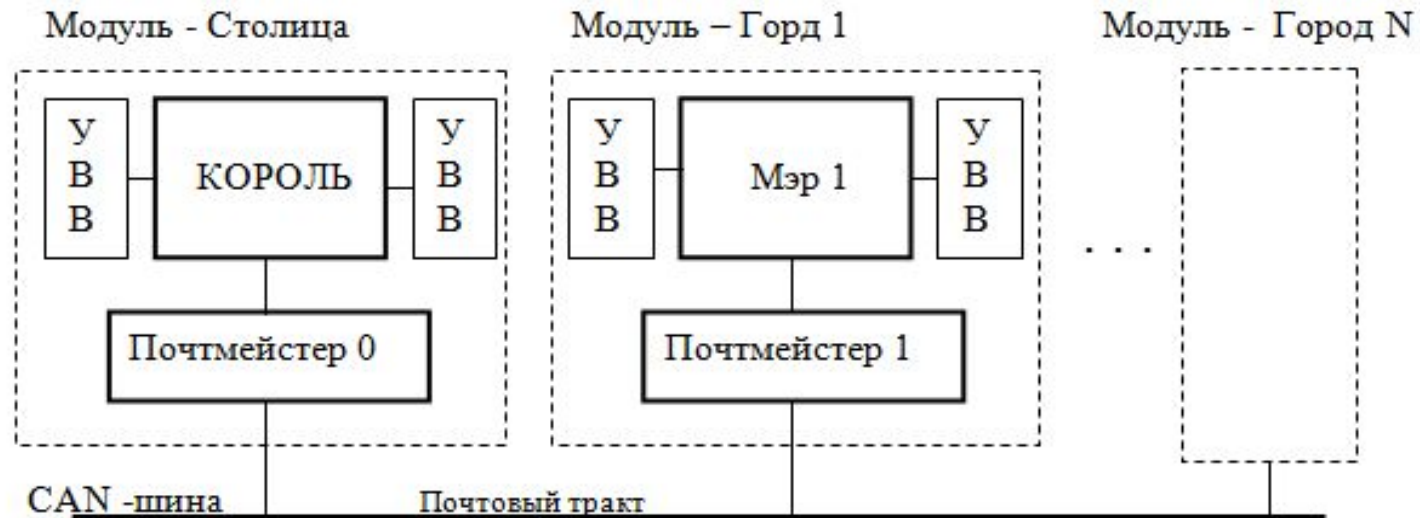 Модуль - Столица
Модуль – Горд 1
Модуль - Город N
У
В
В
КОРОЛЬ
У
В
В
У
В
В
Мэр 1
У
В
В
. . .
Почтмейстер 0
Почтмейстер 1
CAN -шина
Почтовый тракт